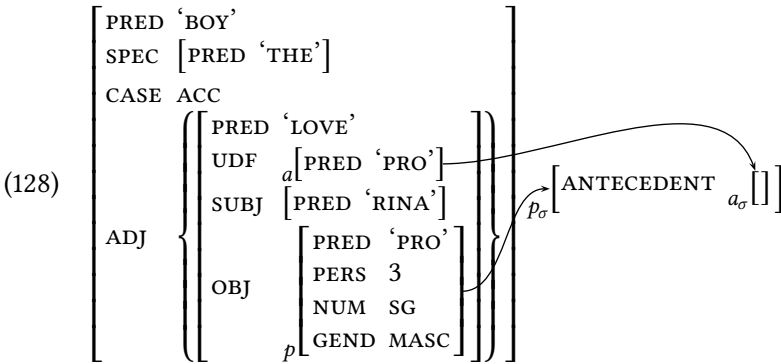 PRED ‘BOY’
SPEC [PRED ‘THE’]
CASE ACC
PRED ‘LOVE’
UDF a[PRED ‘PRO’]
(128)
SUBJ [PRED ‘RINA’]
pσ[ANTECEDENT aσ[]]
ADJ
PRED ‘PRO’
PERS 3
OBJ
NUM SG
p[GEND MASC]